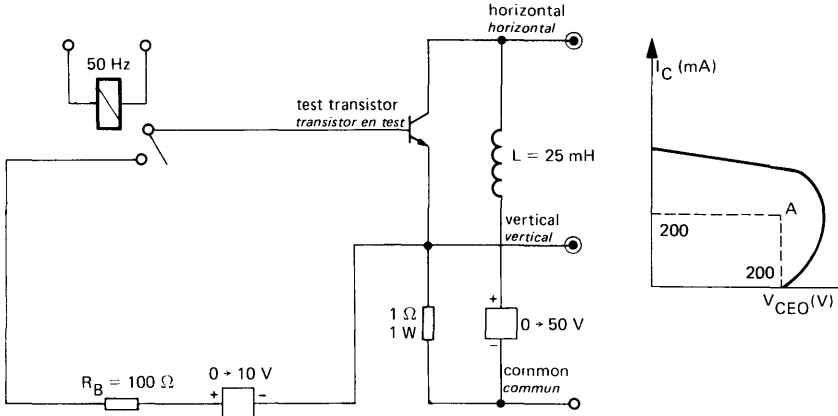 horizontal
horizontal
50 Hz
test transistor
transistor en test
L = 25 mH
vertical
vertical
1 Ω
1 W
+
0 → 50 V
−
common
commun
R_B = 100 Ω
0 → 10 V
+ −
I_C (mA)
A
200
200
V_CEO (V)